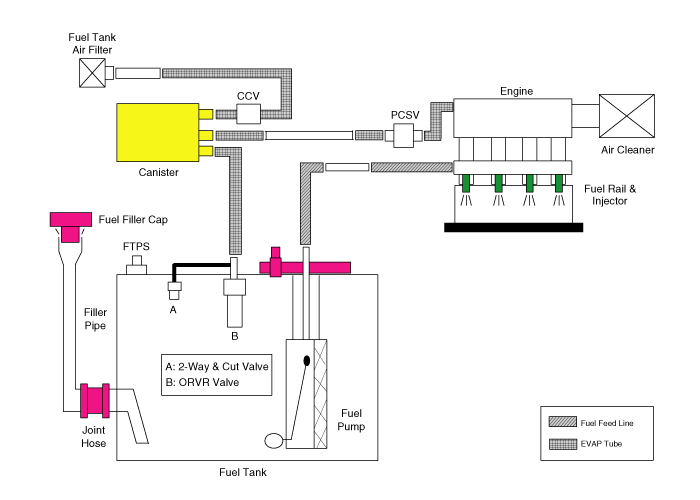 Fuel Tank
Air Filter
CCV
Engine
PCSV
Air Cleaner
Canister
Fuel Rail &
Injector
Fuel Filler Cap
FTPS
A
Filler
Pipe
B
A: 2-Way & Cut Valve
B: ORVR Valve
Fuel
Pump
Joint
Hose
Fuel Tank
Fuel Feed Line
EVAP Tube